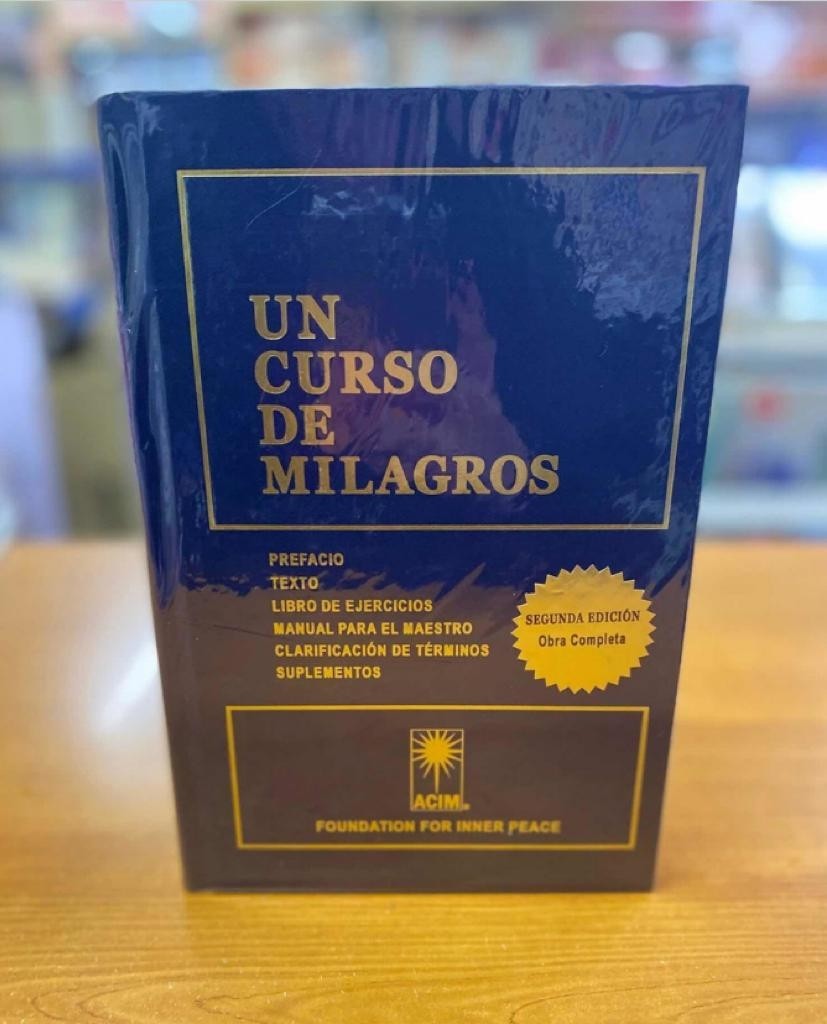 UN
CURSO
DE
MILAGROS
PREFACIO
TEXTO
LIBRO DE EJERCICIOS
MANUAL PARA EL MAESTRO
CLARIFICACIÓN DE TÉRMINOS
SUPLEMENTOS
SEGUNDA EDICIÓN
Obra Completa
ACIM®
FOUNDATION FOR INNER PEACE